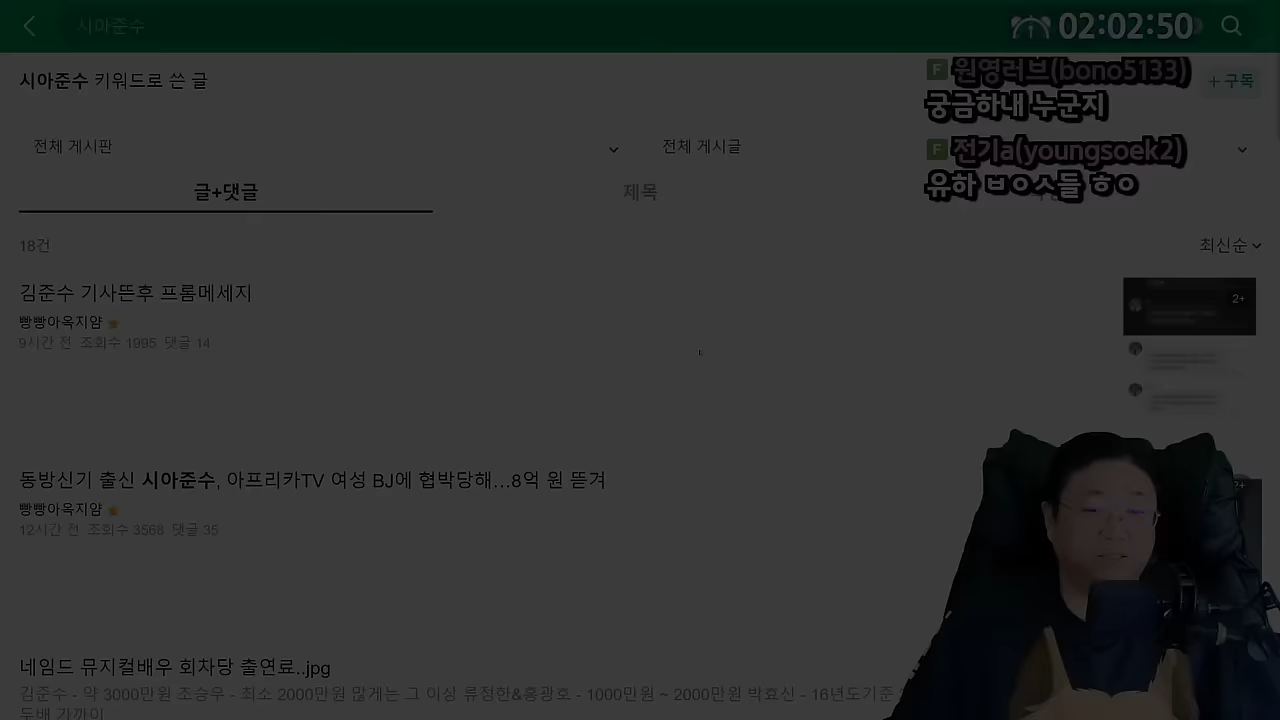 시아준수
02:02:50
시아준수 키워드로 쓴 글
+ 구독
F 원영러브(bono5133)
궁금하내 누군지
F 전기a(youngsoek2)
유하 ㅂㅇㅅ들 ㅎㅇ
전체 게시판
전체 게시글
글+댓글
제목
18건
최신순
김준수 기사뜬후 프롬메세지
빵빵아옥지얌
9시간 전 조회수 1995 댓글 14
2+
동방신기 출신 시아준수, 아프리카TV 여성 BJ에 협박당해...8억 원 뜯겨
빵빵아옥지얌
12시간 전 조회수 3568 댓글 35
2+
네임드 뮤지컬배우 회차당 출연료..jpg
김준수 - 약 3000만원 조승우 - 최소 2000만원 많게는 그 이상 류정한&홍광호 - 1000만원 ~ 2000만원 박효신 - 16년도기준
두배 가까이